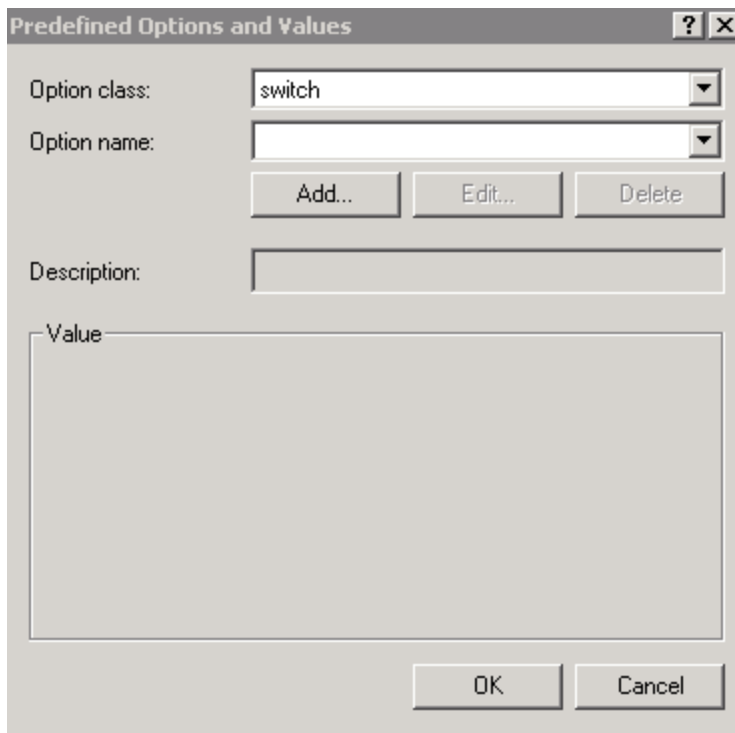 Predefined Options and Values
Option class: switch
Option name:
Add... Edit... Delete
Description:
Value
OK Cancel